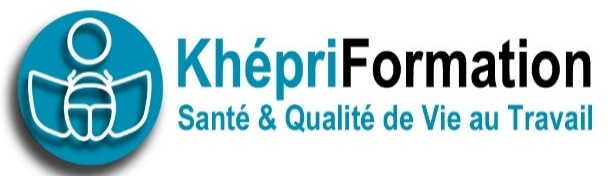 KhépriFormation
Santé & Qualité de Vie au Travail